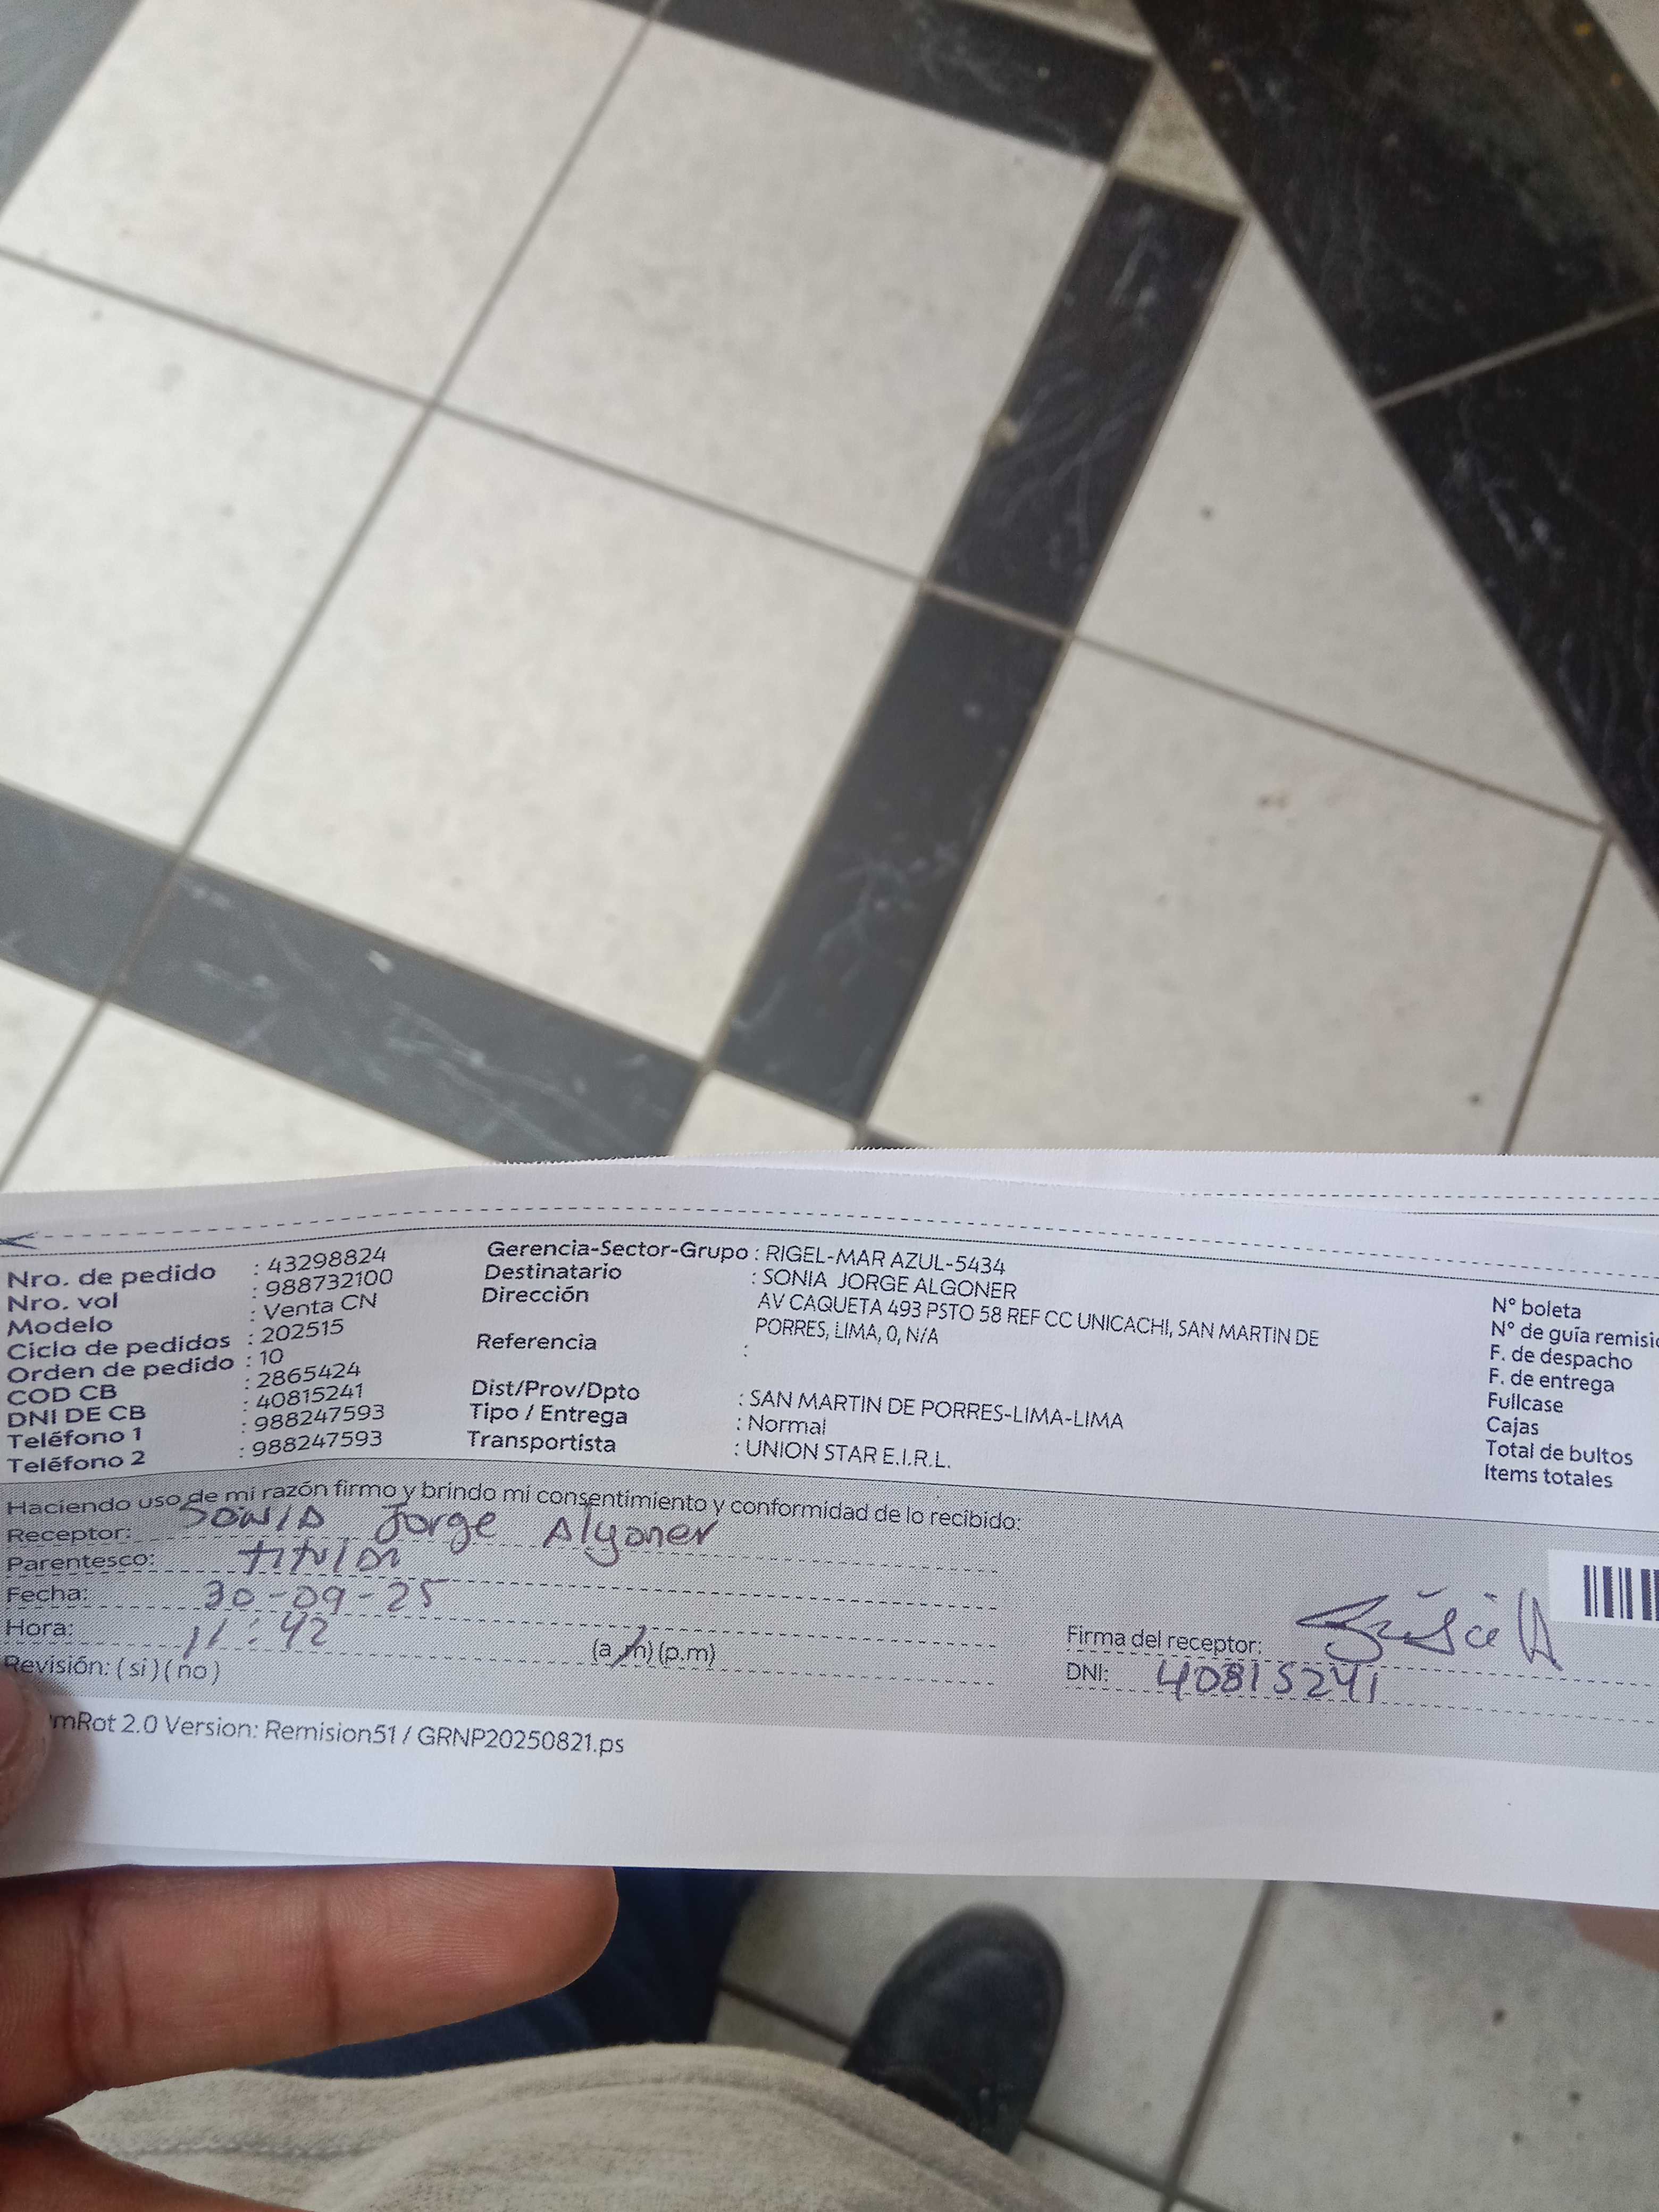 Nro. de pedido : 43298824
Nro. vol : 988732100
Modelo : Venta CN
Ciclo de pedidos : 202515
Orden de pedido : 10
COD CB : 2865424
DNI DE CB : 40815241
Teléfono 1 : 988247593
Teléfono 2 : 988247593
Gerencia-Sector-Grupo : RIGEL-MAR AZUL-5434
Destinatario : SONIA JORGE ALGONER
Dirección AV CAQUETA 493 PSTO 58 REF CC UNICACHI, SAN MARTIN DE
PORRES, LIMA, 0, N/A
Referencia :
Dist/Prov/Dpto : SAN MARTIN DE PORRES-LIMA-LIMA
Tipo / Entrega : Normal
Transportista : UNION STAR E.I.R.L.
N° boleta
N° de guía remisió
F. de despacho
F. de entrega
Fullcase
Cajas
Total de bultos
Items totales
Haciendo uso de mi razón firmo y brindo mi consentimiento y conformidad de lo recibido:
Receptor: SONIA Jorge Algoner
Parentesco: titular
Fecha: 30-09-25
Hora: 11:42 (a.m) (p.m)
Revisión: (si) (no)
Firma del receptor:
DNI: 40815241
mRot 2.0 Version: Remision51 / GRNP20250821.ps